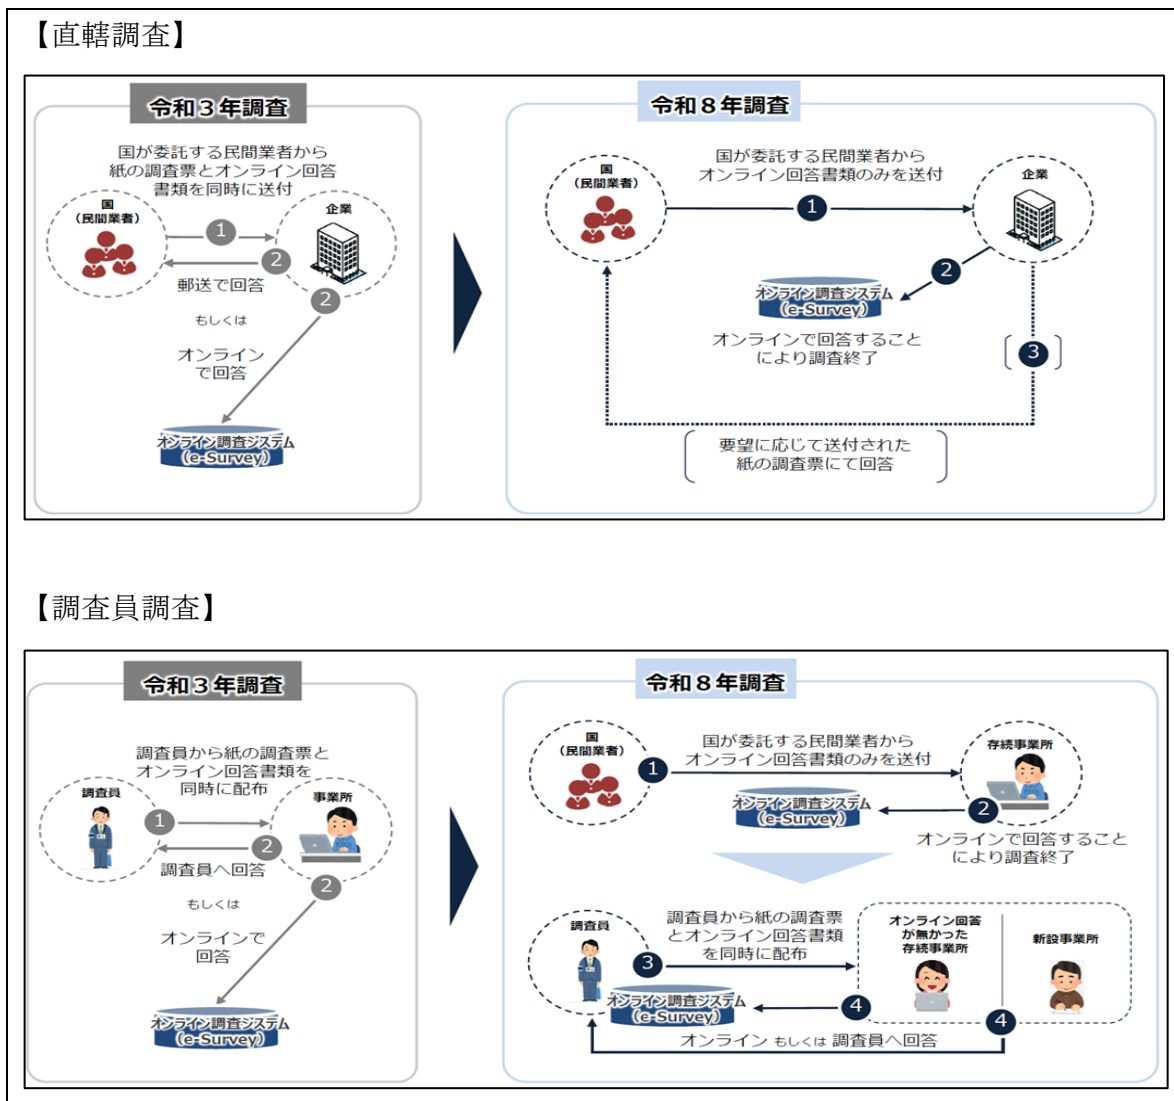 【直轄調査】
令和３年調査
国が委託する民間業者から
紙の調査票とオンライン回答
書類を同時に送付
国
（民間業者）
企業
1
2
郵送で回答
2
もしくは
オンライン
で回答
オンライン調査システム
（e-Survey）
令和８年調査
国が委託する民間業者から
オンライン回答書類のみを送付
国
（民間業者）
企業
1
2
オンライン調査システム
（e-Survey）
オンラインで回答すること
により調査終了
3
要望に応じて送付された
紙の調査票にて回答
【調査員調査】
令和３年調査
調査員から紙の調査票と
オンライン回答書類を
同時に配布
調査員
事業所
1
2
調査員へ回答
2
もしくは
オンラインで
回答
オンライン調査システム
（e-Survey）
令和８年調査
国
（民間業者）
国が委託する民間業者から
オンライン回答書類のみを送付
存続事業所
1
オンライン調査システム
（e-Survey）
2
オンラインで回答すること
により調査終了
調査員
調査員から紙の調査票
とオンライン回答書類
を同時に配布
オンライン回答
が無かった
存続事業所
新設事業所
3
オンライン調査システム
（e-Survey）
4
4
オンライン もしくは 調査員へ回答